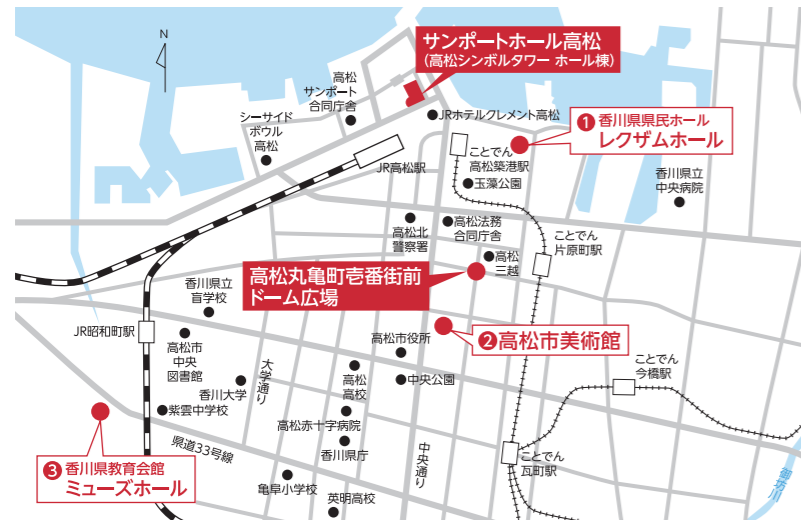 N
サンポートホール高松
（高松シンボルタワー ホール棟）
高松
サンポート
合同庁舎
シーサイド
ボウル
高松
JRホテルクレメント高松
❶香川県県民ホール
レクザムホール
JR高松駅
ことでん
高松築港駅
玉藻公園
香川県立
中央病院
高松北
警察署
高松法務
合同庁舎
ことでん
片原町駅
高松
三越
高松丸亀町壱番街前
ドーム広場
香川県立
盲学校
JR昭和町駅
高松市
中央
図書館
大学通り
高松市役所
❷高松市美術館
香川大学
高松
高校
中央公園
ことでん
今橋駅
紫雲中学校
高松赤十字病院
県道33号線
香川県庁
中央通り
ことでん
瓦町駅
❸香川県教育会館
ミューズホール
亀阜小学校
英明高校
御坊川